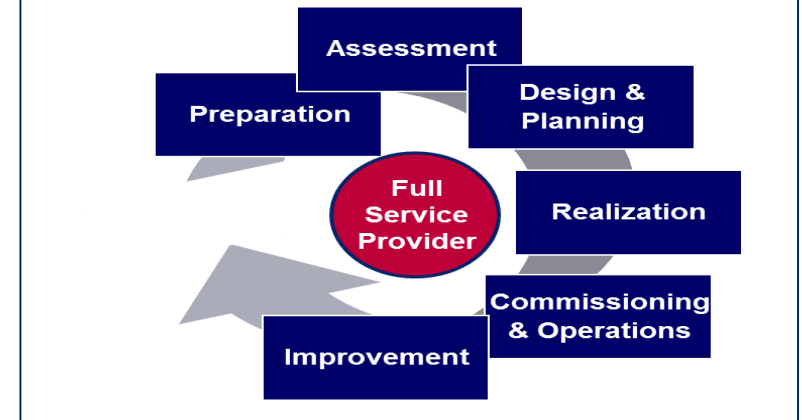 Assessment
Preparation
Design &
Planning
Full
Service
Provider
Realization
Commissioning
& Operations
Improvement